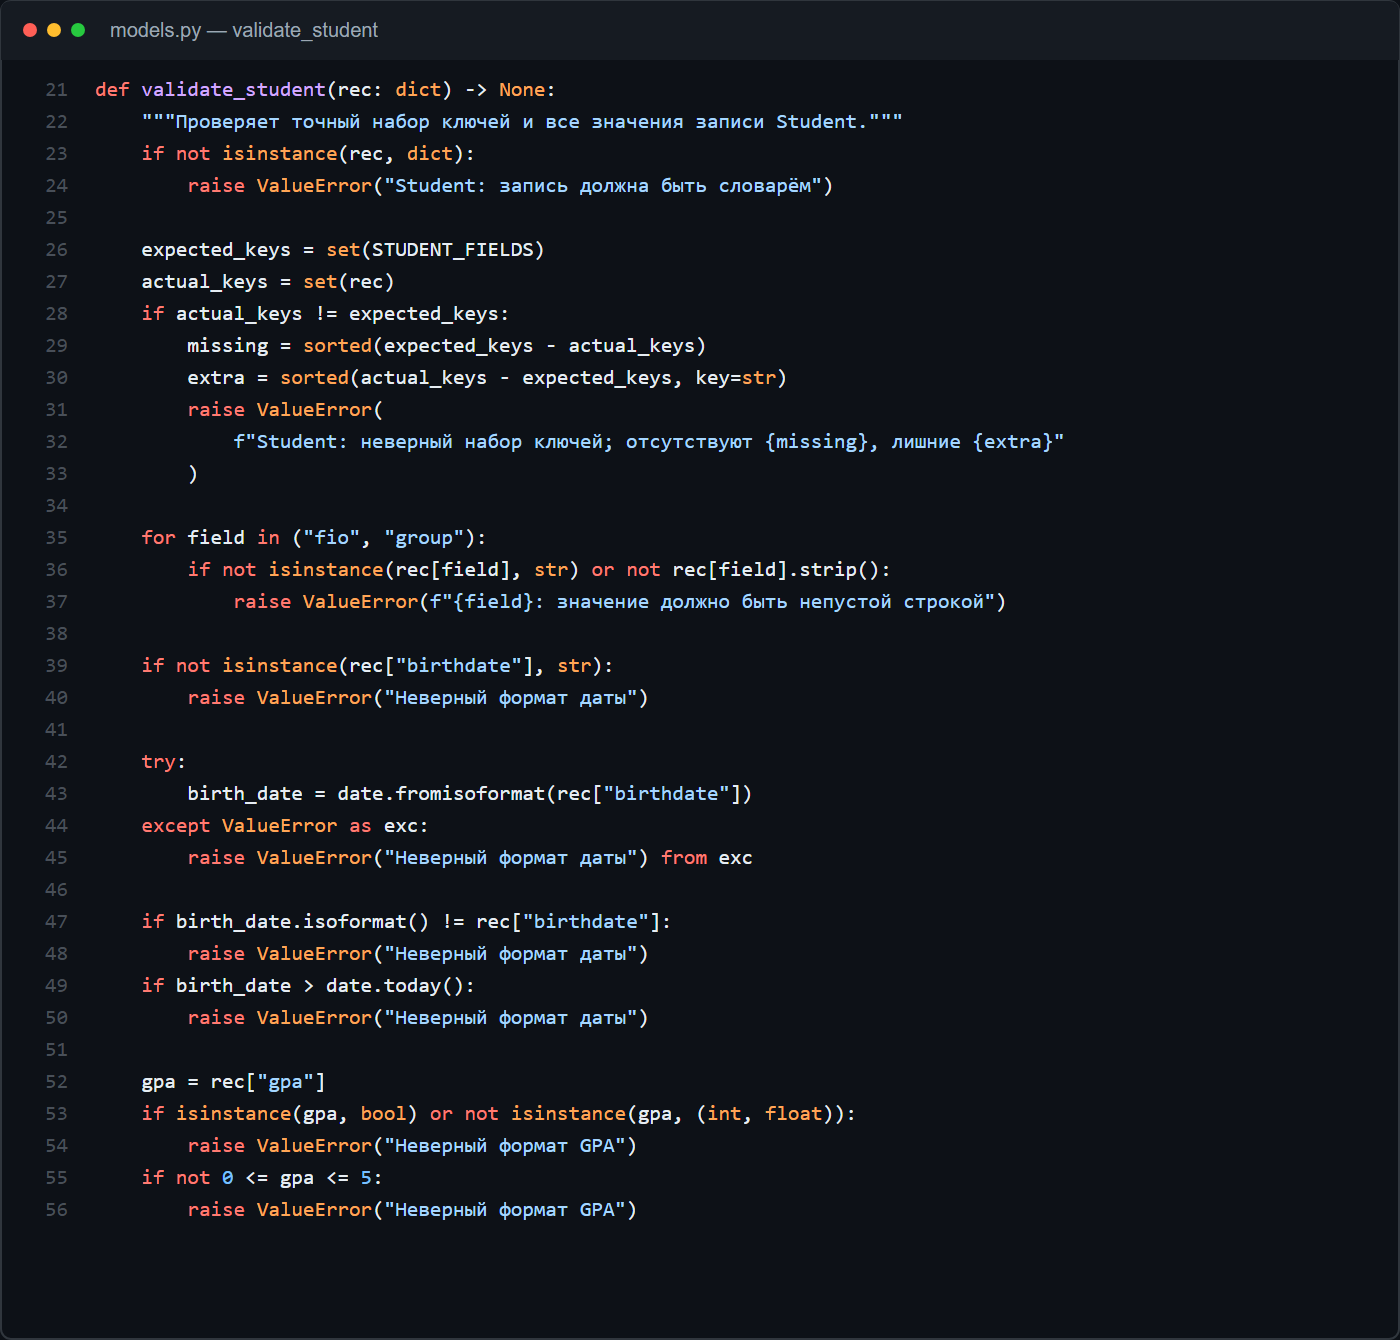 models.py — validate_student
21 def validate_student(rec: dict) -> None:
22     """Проверяет точный набор ключей и все значения записи Student."""
23     if not isinstance(rec, dict):
24         raise ValueError("Student: запись должна быть словарём")
25
26     expected_keys = set(STUDENT_FIELDS)
27     actual_keys = set(rec)
28     if actual_keys != expected_keys:
29         missing = sorted(expected_keys - actual_keys)
30         extra = sorted(actual_keys - expected_keys, key=str)
31         raise ValueError(
32             f"Student: неверный набор ключей; отсутствуют {missing}, лишние {extra}"
33         )
34
35     for field in ("fio", "group"):
36         if not isinstance(rec[field], str) or not rec[field].strip():
37             raise ValueError(f"{field}: значение должно быть непустой строкой")
38
39     if not isinstance(rec["birthdate"], str):
40         raise ValueError("Неверный формат даты")
41
42     try:
43         birth_date = date.fromisoformat(rec["birthdate"])
44     except ValueError as exc:
45         raise ValueError("Неверный формат даты") from exc
46
47     if birth_date.isoformat() != rec["birthdate"]:
48         raise ValueError("Неверный формат даты")
49     if birth_date > date.today():
50         raise ValueError("Неверный формат даты")
51
52     gpa = rec["gpa"]
53     if isinstance(gpa, bool) or not isinstance(gpa, (int, float)):
54         raise ValueError("Неверный формат GPA")
55     if not 0 <= gpa <= 5:
56         raise ValueError("Неверный формат GPA")